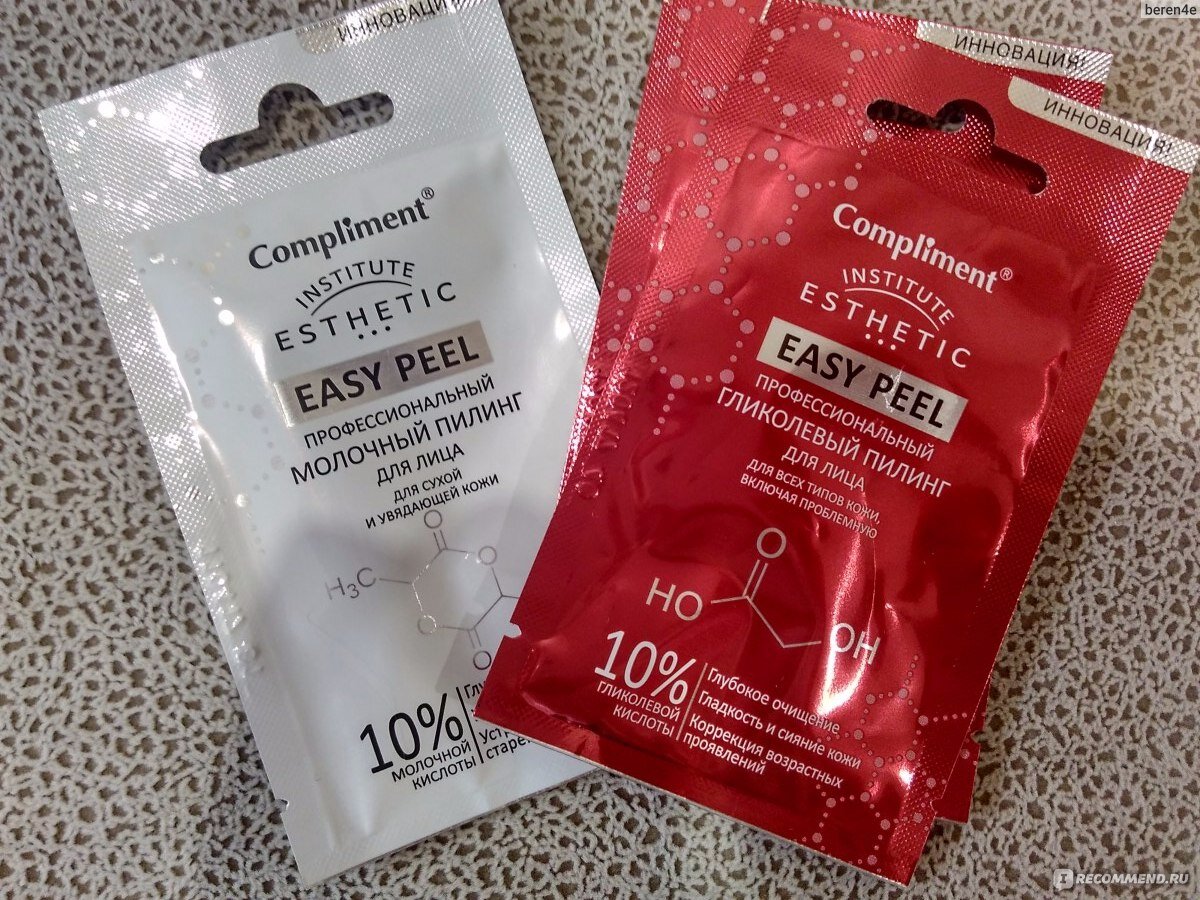 beren4e
ИННОВАЦИЯ!
Compliment®
INSTITUTE
ESTHETIC
EASY PEEL
ПРОФЕССИОНАЛЬНЫЙ
МОЛОЧНЫЙ ПИЛИНГ
ДЛЯ ЛИЦА
ДЛЯ СУХОЙ
И УВЯДАЮЩЕЙ КОЖИ
O
H₃C
O
O
O
10%
МОЛОЧНОЙ
КИСЛОТЫ
ИННОВАЦИЯ!
ИННОВАЦИЯ!
Compliment®
INSTITUTE
ESTHETIC
EASY PEEL
ПРОФЕССИОНАЛЬНЫЙ
ГЛИКОЛЕВЫЙ ПИЛИНГ
ДЛЯ ЛИЦА
ДЛЯ ВСЕХ ТИПОВ КОЖИ,
ВКЛЮЧАЯ ПРОБЛЕМНУЮ
O
HO
OH
10%
ГЛИКОЛЕВОЙ
КИСЛОТЫ
Глубокое очищение
Гладкость и сияние кожи
Коррекция возрастных
проявлений
IRECOMMEND.RU